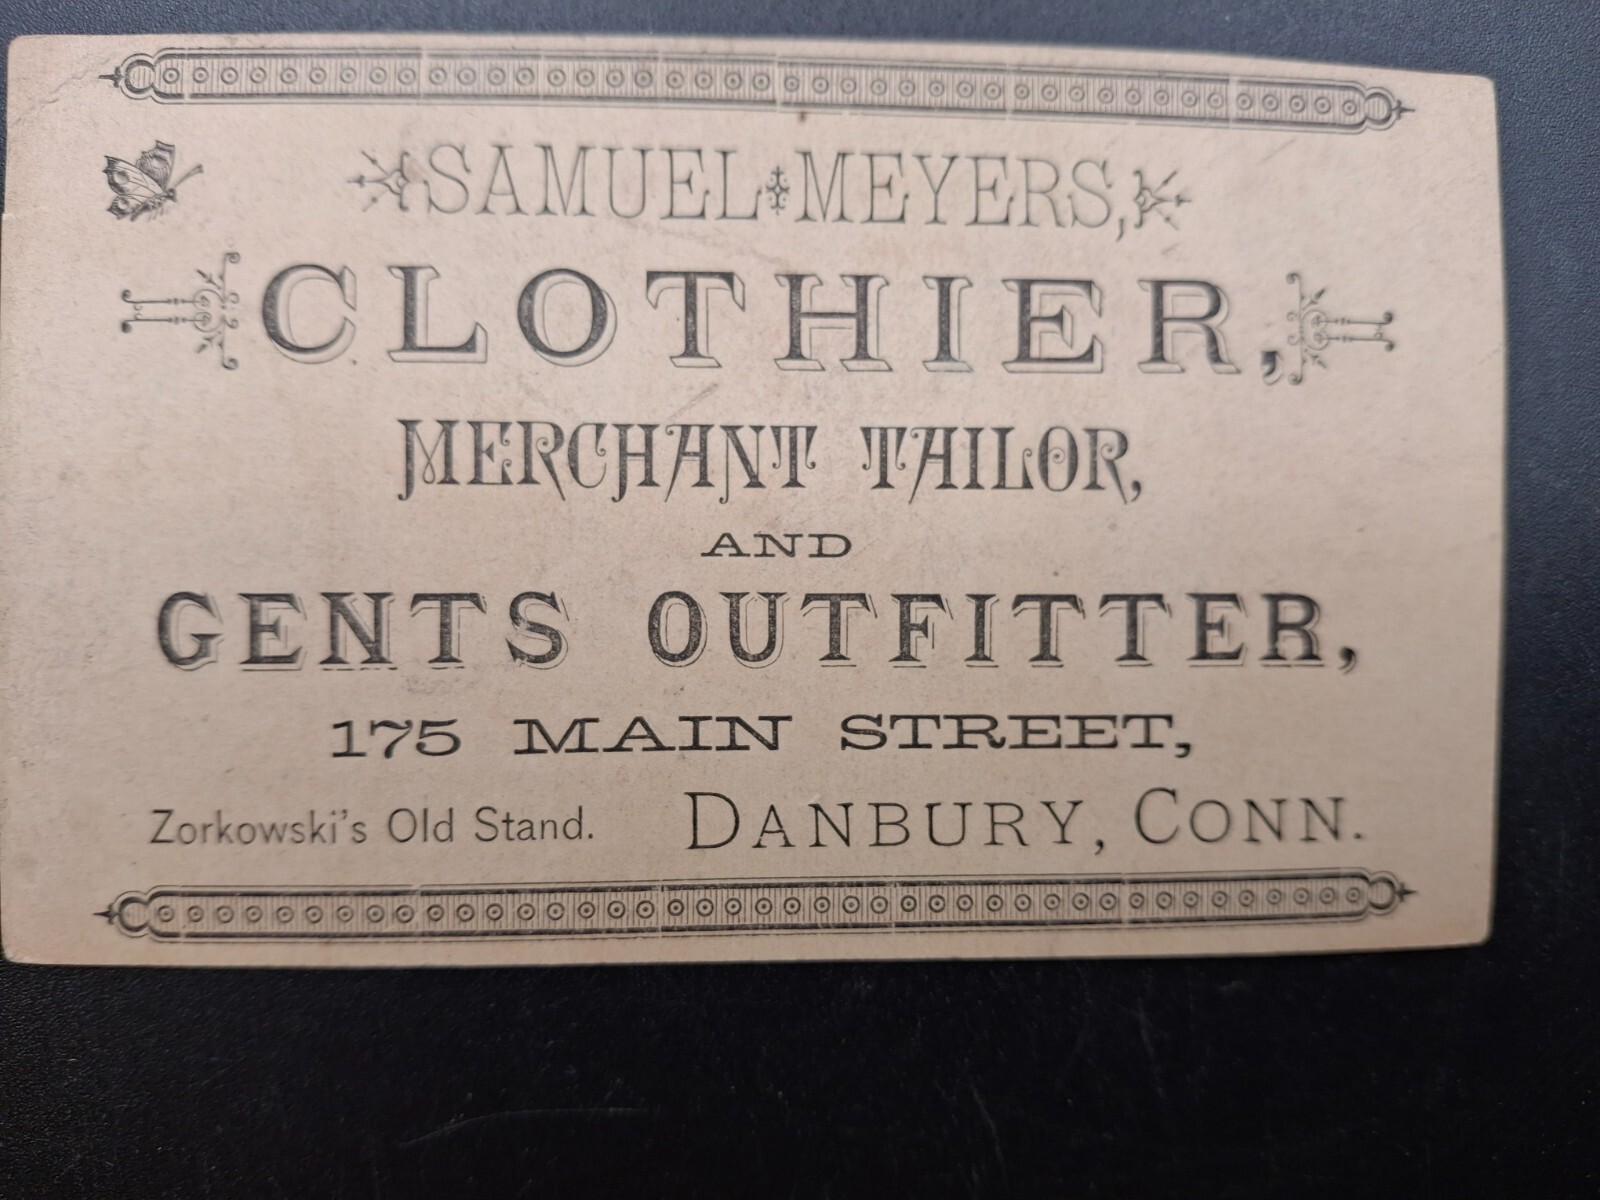 SAMUEL MEYERS,
CLOTHIER,
MERCHANT TAILOR,
AND
GENTS OUTFITTER,
175 MAIN STREET,
Zorkowski's Old Stand. DANBURY, CONN.